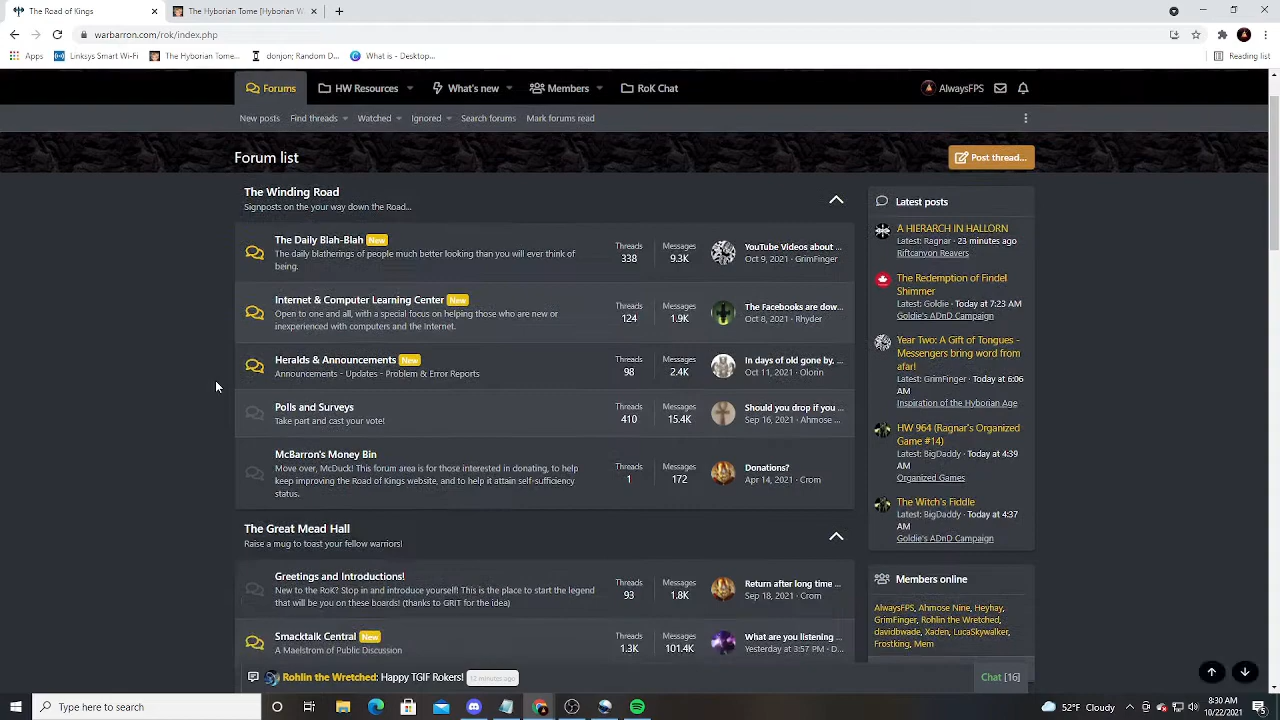 The Road of Kings
The Hyborian Tome [Hyborian W
warbarron.com/rok/index.php
Apps
Linksys Smart Wi-Fi
The Hyborian Tome...
donjon; Random D...
What is - Desktop...
Reading list
Forums
HW Resources
What's new
Members
RoK Chat
AlwaysFPS
New posts
Find threads
Watched
Ignored
Search forums
Mark forums read
Forum list
Post thread...
The Winding Road
Signposts on the your way down the Road...
The Daily Blah-Blah New
The daily blatherings of people much better looking than you will ever think of
being.
Threads
338
Messages
9.3K
YouTube Videos about ...
Oct 9, 2021 · GrimFinger
Internet & Computer Learning Center New
Open to one and all, with a special focus on helping those who are new or
inexperienced with computers and the Internet.
Threads
124
Messages
1.9K
The Facebooks are dow...
Oct 8, 2021 · Rhyder
Heralds & Announcements New
Announcements - Updates - Problem & Error Reports
Threads
98
Messages
2.4K
In days of old gone by, ...
Oct 11, 2021 · Olorin
Polls and Surveys
Take part and cast your vote!
Threads
410
Messages
15.4K
Should you drop if you ...
Sep 16, 2021 · Ahmose ...
McBarron's Money Bin
Move over, McDuck! This forum area is for those interested in donating, to help
keep improving the Road of Kings website, and to help it attain self-sufficiency
status.
Threads
1
Messages
172
Donations?
Apr 14, 2021 · Crom
The Great Mead Hall
Raise a mug to toast your fellow warriors!
Greetings and Introductions!
New to the RoK? Stop in and introduce yourself! This is the place to start the legend
that will be you on these boards! (thanks to GRIT for the idea)
Threads
93
Messages
1.8K
Return after long time ...
Sep 18, 2021 · Crom
Smacktalk Central New
A Maelstrom of Public Discussion
Threads
1.3K
Messages
101.4K
What are you listening ...
Yesterday at 3:57 PM · D...
Latest posts
A HIERARCH IN HALLORN
Latest: Ragnar · 23 minutes ago
Riftcanyon Reavers
The Redemption of Findel
Shimmer
Latest: Goldie · Today at 7:23 AM
Goldie's ADnD Campaign
Year Two: A Gift of Tongues -
Messengers bring word from
afar!
Latest: GrimFinger · Today at 6:06
AM
Inspiration of the Hyborian Age
HW 964 (Ragnar's Organized
Game #14)
Latest: BigDaddy · Today at 4:39
AM
Organized Games
The Witch's Fiddle
Latest: BigDaddy · Today at 4:37
AM
Goldie's ADnD Campaign
Members online
AlwaysFPS, Ahmose Nine, Heyhay,
GrimFinger, Rohlin the Wretched,
davidbwade, Xaden, LucaSkywalker,
Frostking, Mem
Rohlin the Wretched: Happy TGIF Rokers! 12 minutes ago
Chat [16]
Type here to search
52°F Cloudy
8:30 AM
10/22/2021